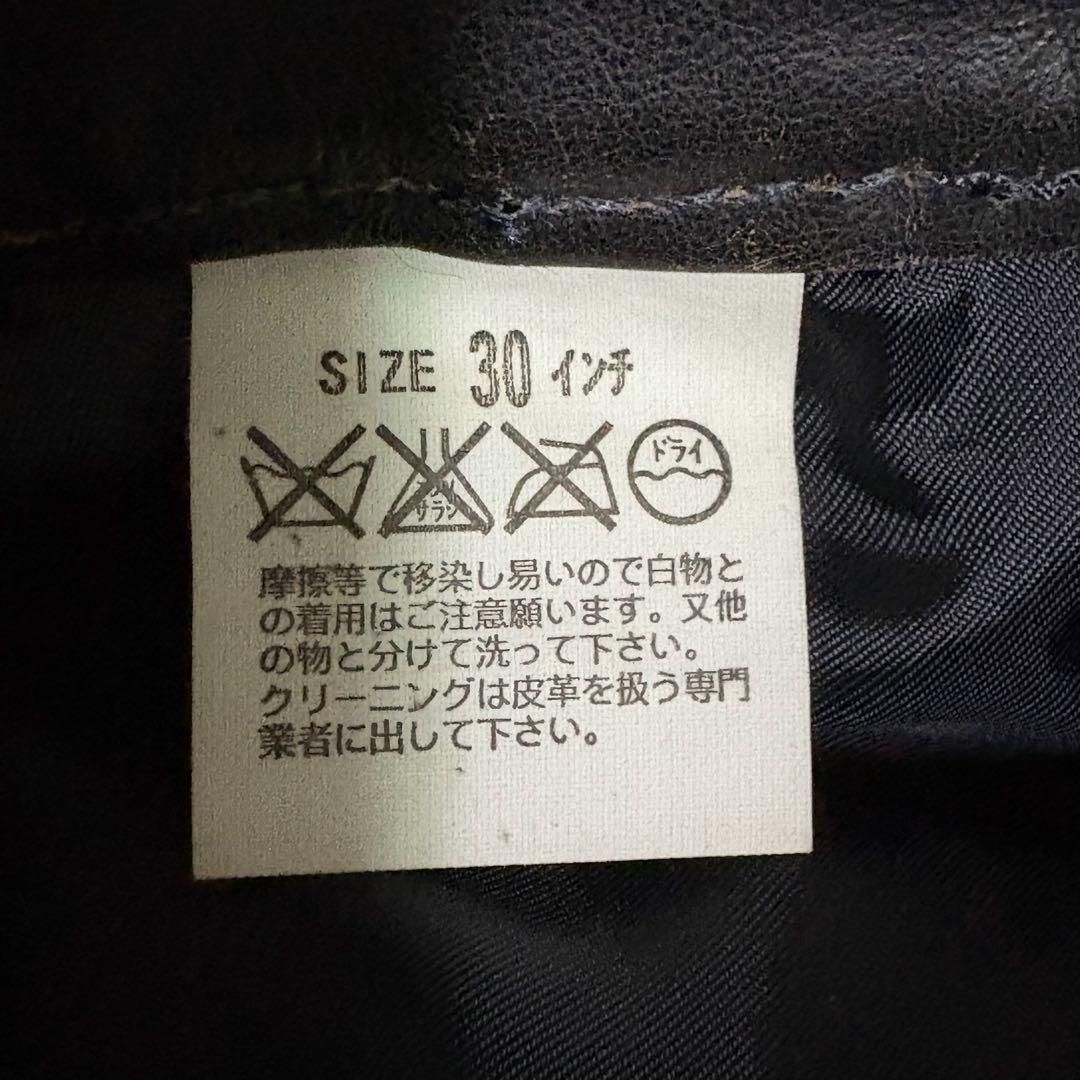 SIZE 30 インチ
サラシ
ドライ
摩擦等で移染し易いので白物と
の着用はご注意願います。又他
の物と分けて洗って下さい。
クリーニングは皮革を扱う専門
業者に出して下さい。